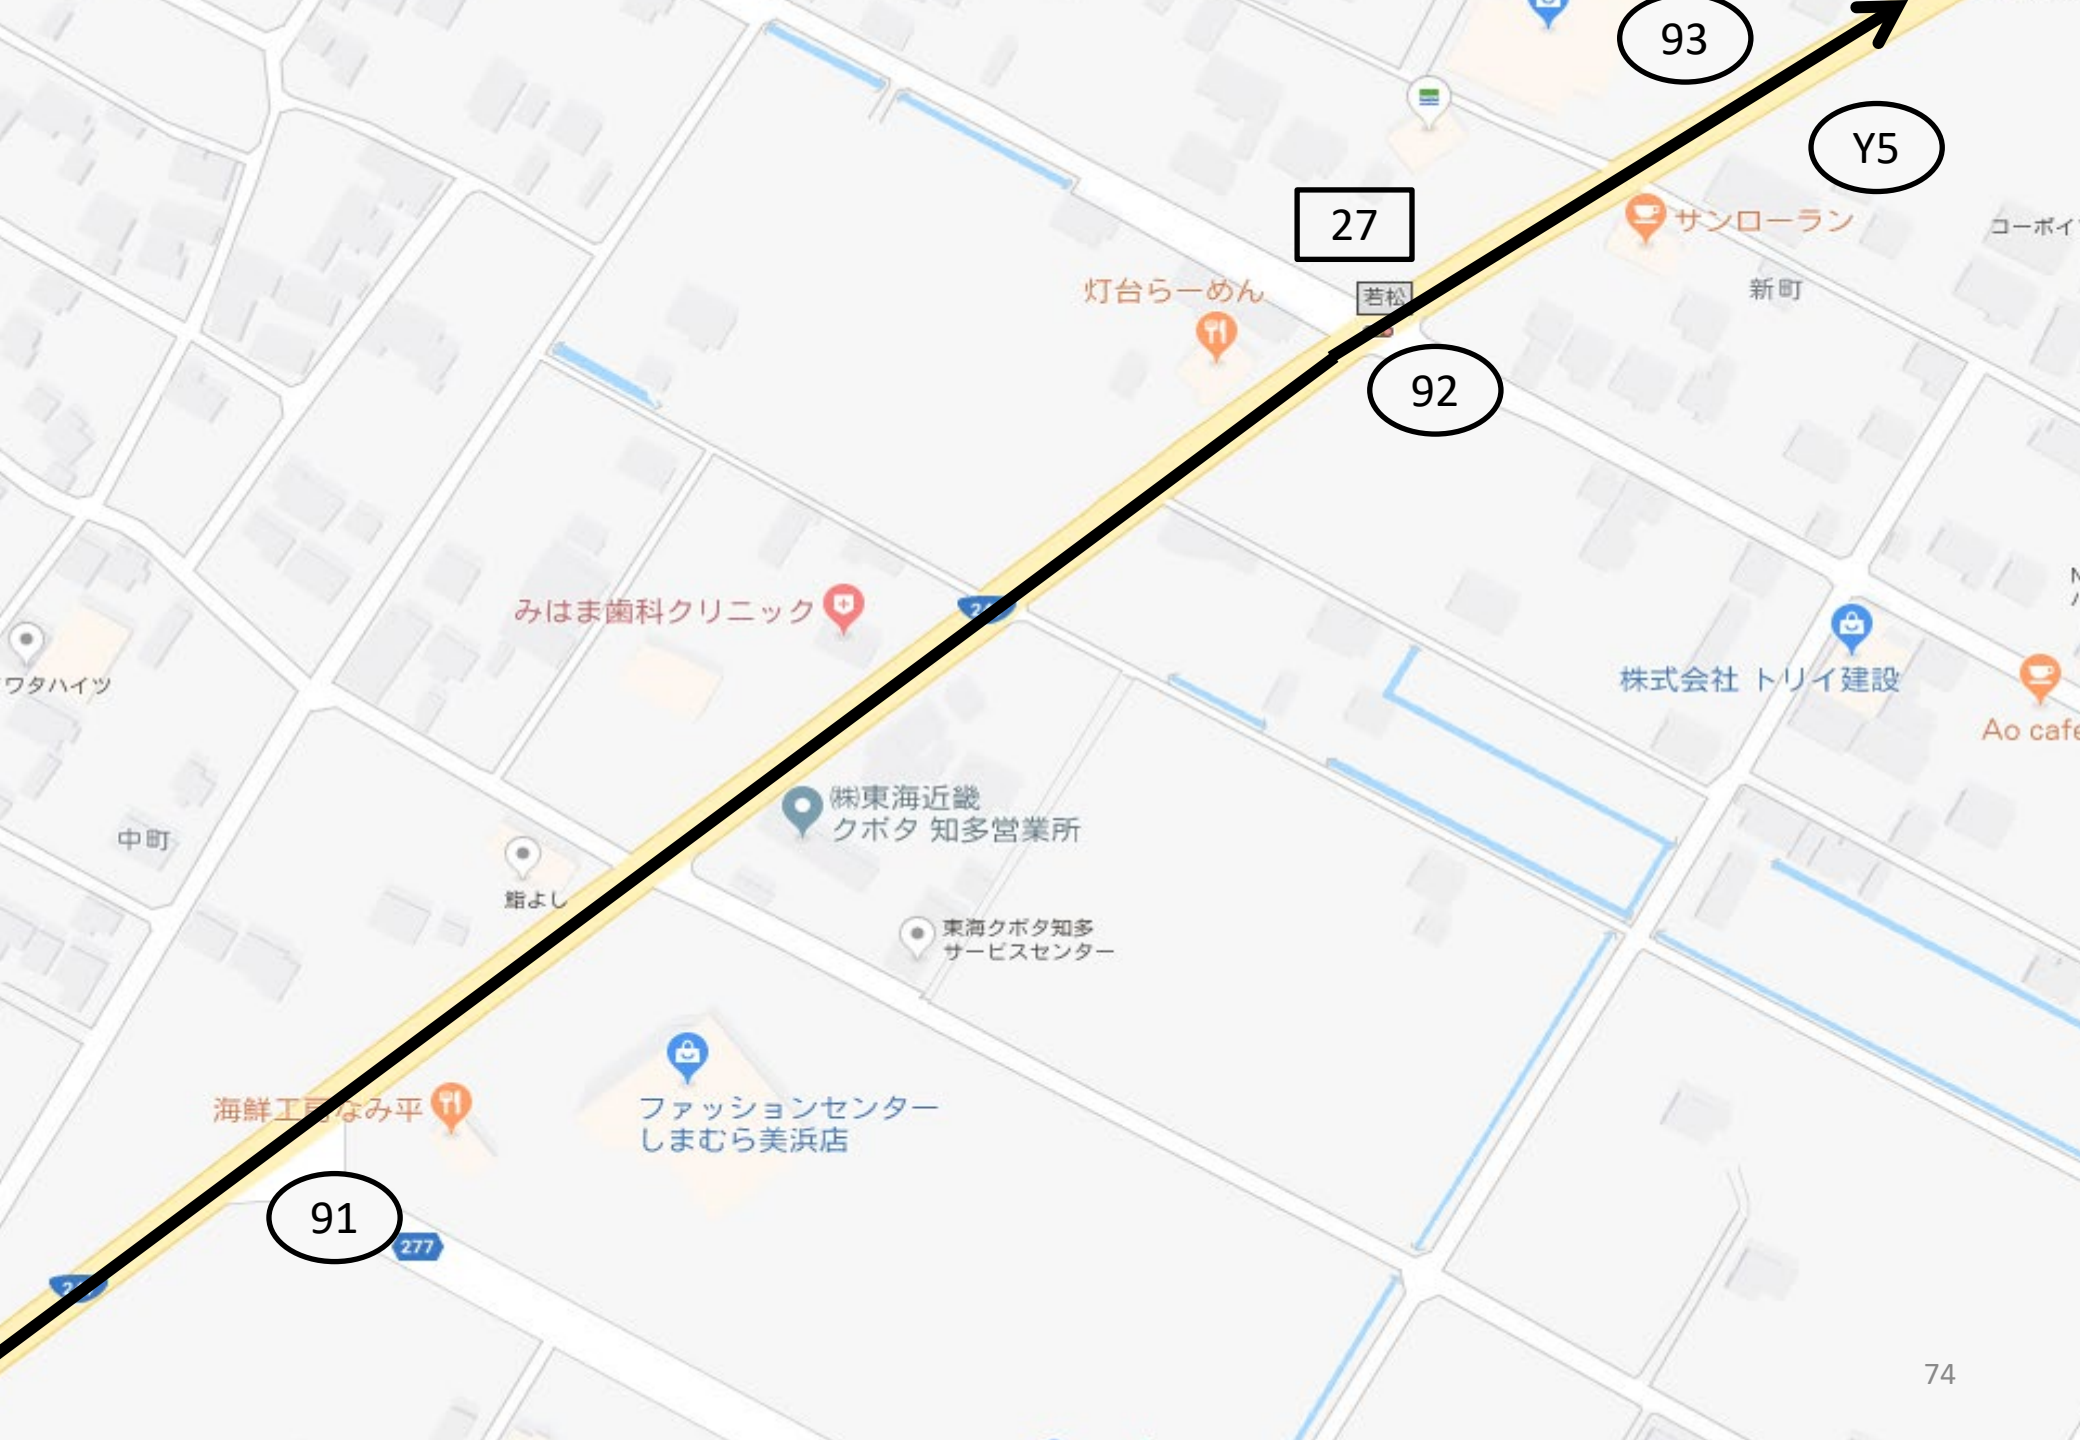 93
Y5
27
サンローラン
コーポイ
灯台らーめん
若松
新町
92
みはま歯科クリニック
株式会社 トリイ建設
ワタハイツ
Ao cafe
㈱東海近畿
クボタ 知多営業所
中町
鮨よし
東海クボタ知多
サービスセンター
海鮮工房なみ平
ファッションセンター
しまむら美浜店
91
277
74